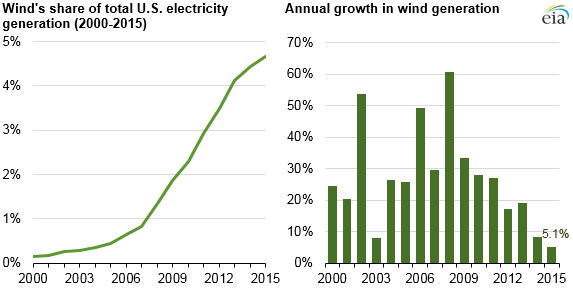 Wind's share of total U.S. electricity
generation (2000-2015)
5%
4%
3%
2%
1%
0%
2000 2003 2006 2009 2012 2015
Annual growth in wind generation
eia
70%
60%
50%
40%
30%
20%
10%
0%
5.1%
2000 2003 2006 2009 2012 2015